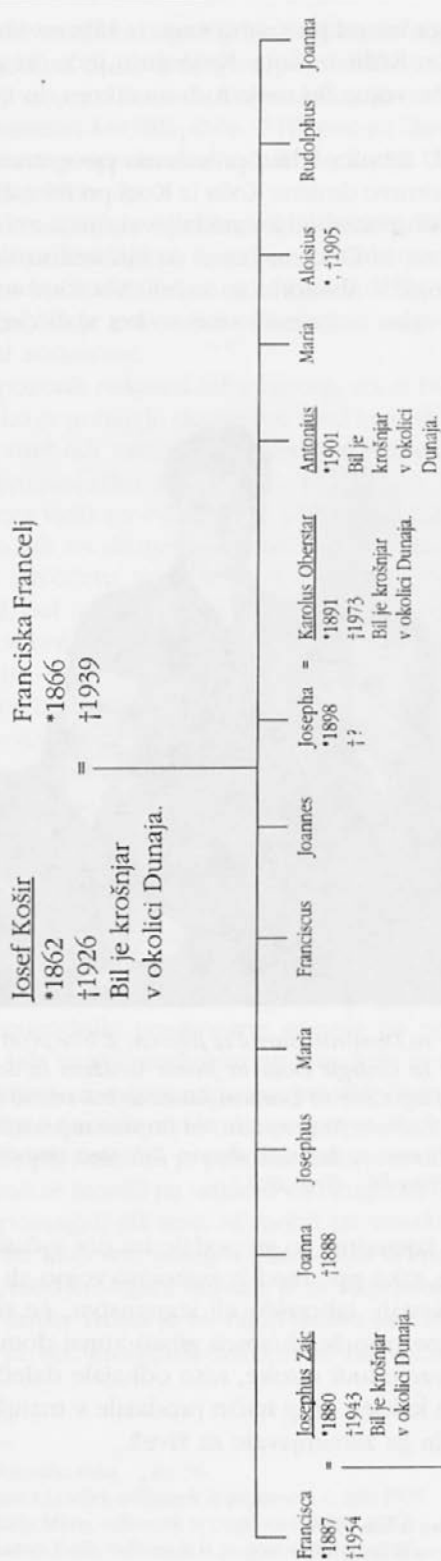 Josef Košir
*1862
†1926
Bil je krošnjar
v okolici Dunaja.
=
Franciska Francelj
*1866
†1939
Francisca
*1887
†1954
=
Josephus Zajc
*1880
†1943
Bil je krošnjar
v okolici Dunaja.
Joanna
†1888
Josephus
Maria
Franciscus
Joannes
Josepha
*1898
†?
=
Karolus Oberstar
*1891
†1973
Bil je krošnjar
v okolici Dunaja.
Antonius
*1901
Bil je
krošnjar
v okolici
Dunaja.
Maria
Aloisius
*, †1905
Rudolphus
Joanna